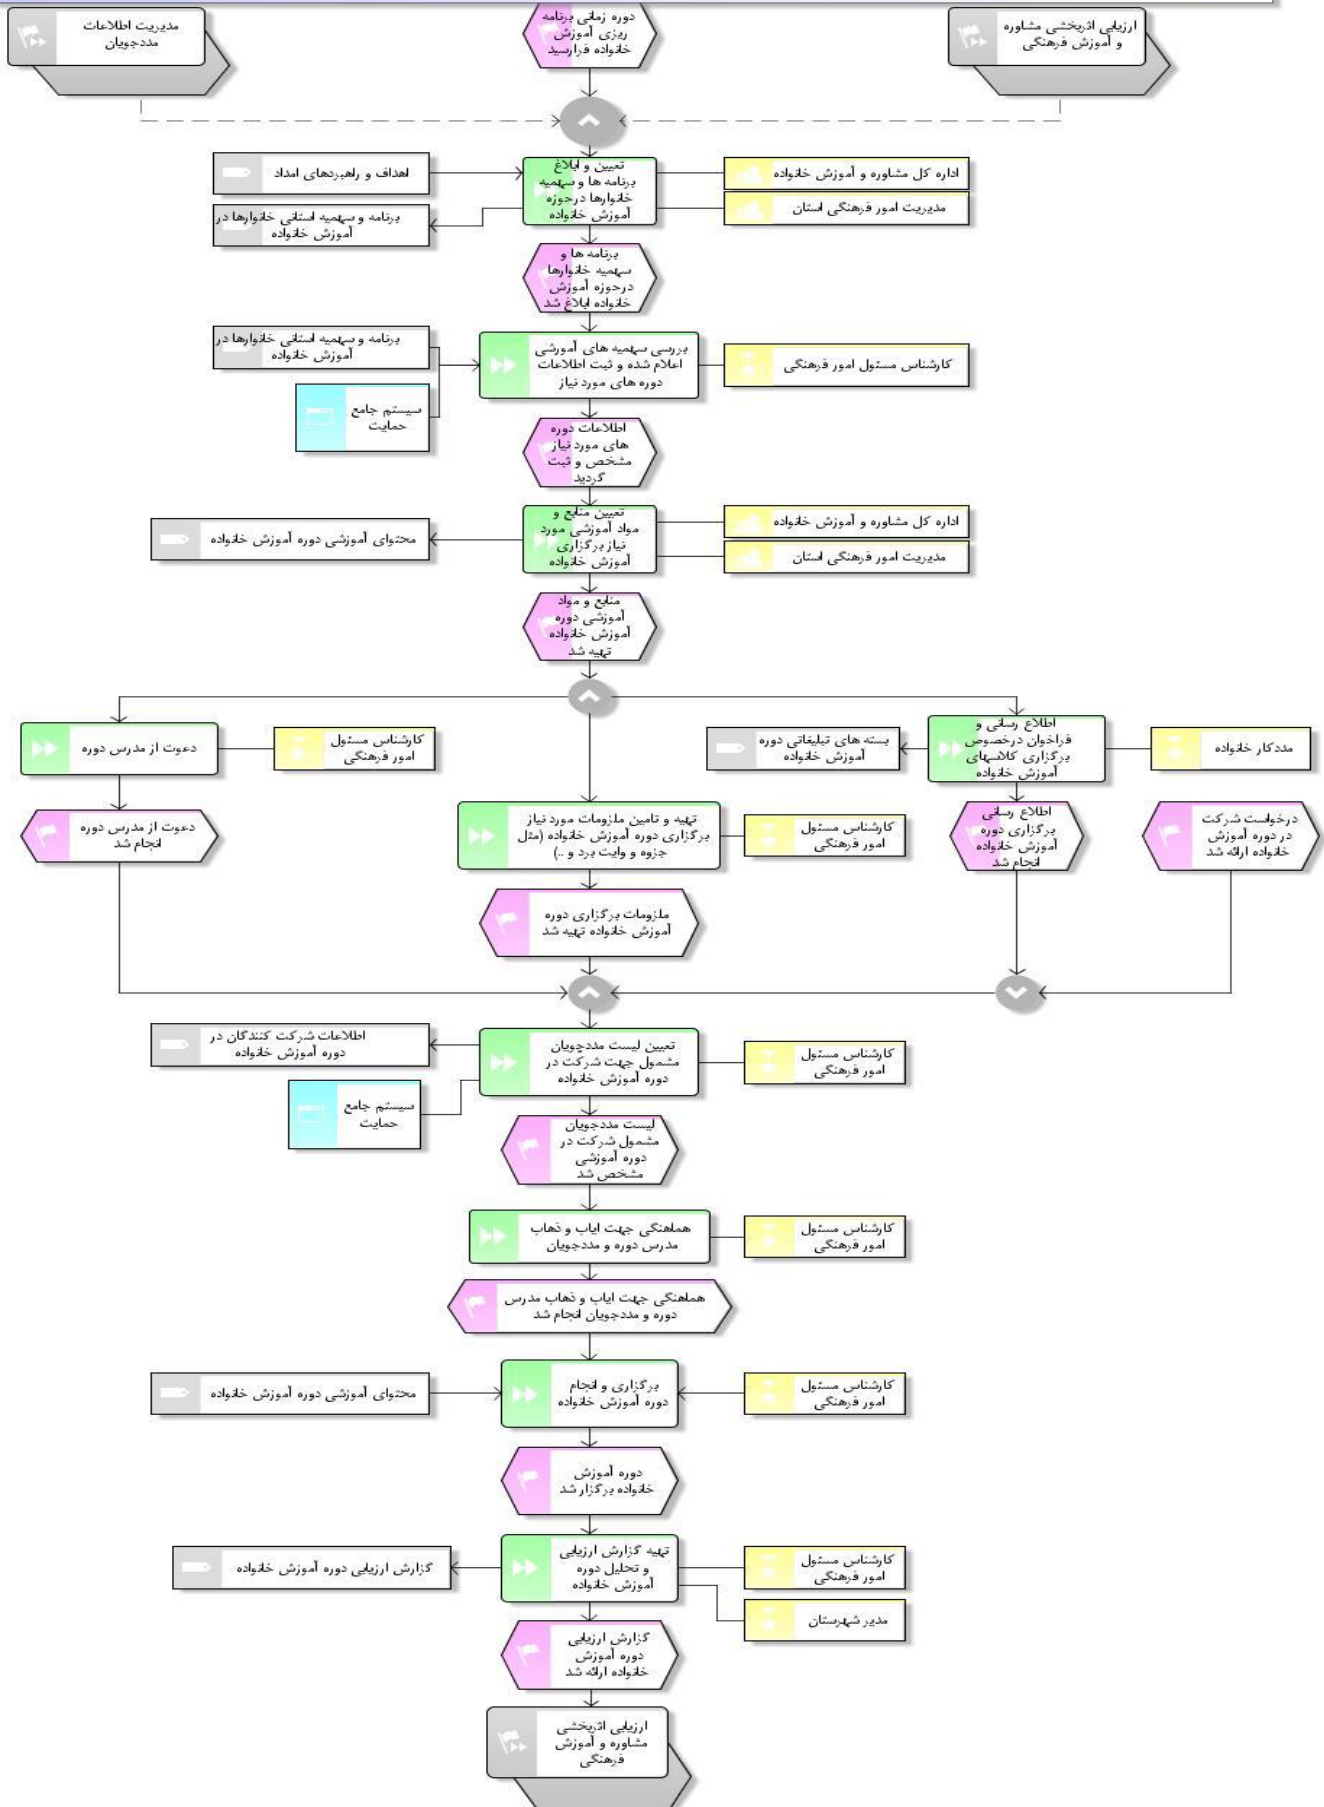 ارزیابی اثربخشی مشاوره
و آموزش فرهنگی
دوره زمانی برنامه
ریزی آموزش
خانواده فرارسید
مدیریت اطلاعات
مددجویان
اداره کل مشاوره و آموزش خانواده
مدیریت امور فرهنگی استان
تعیین و ابلاغ
برنامه ها و سهمیه
خانوارها درحوزه
آموزش خانواده
اهداف و راهبردهای امداد
برنامه و سهمیه استانی خانوارها در
آموزش خانواده
برنامه ها و
سهمیه خانوارها
درحوزه آموزش
خانواده ابلاغ شد
کارشناس مسئول امور فرهنگی
بررسی سهمیه های آمورشی
اعلام شده و ثبت اطلاعات
دوره های مورد نیاز
برنامه و سهمیه استانی خانوارها در
آموزش خانواده
سیستم جامع
حمایت
اطلاعات دوره
های مورد نیاز
مشخص و ثبت
گردید
اداره کل مشاوره و آموزش خانواده
مدیریت امور فرهنگی استان
تعیین منابع و
مواد آموزشی مورد
نیاز برگزاری
آموزش خانواده
محتوای آموزشی دوره آموزش خانواده
منابع و مواد
آموزشی دوره
آموزش خانواده
تهیه شد
مددکار خانواده
اطلاع رسانی و
فراخوان درخصوص
برگزاری کلاسهای
آموزش خانواده
بسته های تبلیغاتی دوره
آموزش خانواده
کارشناس مسئول
امور فرهنگی
دعوت از مدرس دوره
درخواست شرکت
در دوره آموزش
خانواده ارائه شد
اطلاع رسانی
برگزاری دوره
آموزش خانواده
انجام شد
کارشناس مسئول
امور فرهنگی
تهیه و تامین ملزومات مورد نیاز
برگزاری دوره آموزش خانواده (مثل
جزوه و وایت برد و ..)
دعوت از مدرس دوره
انجام شد
ملزومات برگزاری دوره
آموزش خانواده تهیه شد
کارشناس مسئول
امور فرهنگی
تعیین لیست مددجویان
مشمول جهت شرکت در
دوره آموزش خانواده
اطلاعات شرکت کنندگان در
دوره آموزش خانواده
سیستم جامع
حمایت
لیست مددجویان
مشمول شرکت در
دوره آموزشی
مشخص شد
کارشناس مسئول
امور فرهنگی
هماهنگی جهت ایاب و ذهاب
مدرس دوره و مددجویان
هماهنگی جهت ایاب و ذهاب مدرس
دوره و مددجویان انجام شد
کارشناس مسئول
امور فرهنگی
برگزاری و انجام
دوره آموزش خانواده
محتوای آموزشی دوره آموزش خانواده
دوره آموزش
خانواده برگزار شد
کارشناس مسئول
امور فرهنگی
مدیر شهرستان
تهیه گزارش ارزیابی
و تحلیل دوره
آموزش خانواده
گزارش ارزیابی دوره آموزش خانواده
گزارش ارزیابی
دوره آموزش
خانواده ارائه شد
ارزیابی اثربخشی
مشاوره و آموزش
فرهنگی